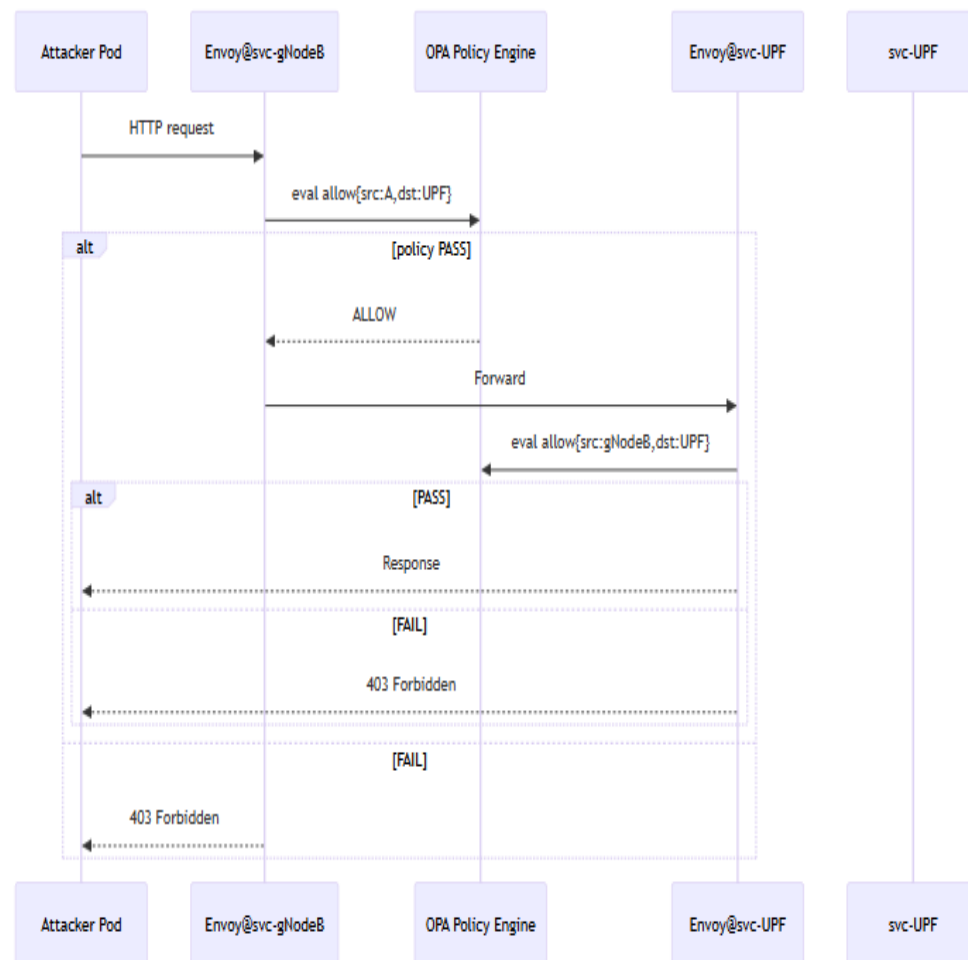 Attacker Pod
Envoy@svc-gNodeB
OPA Policy Engine
Envoy@svc-UPF
svc-UPF
HTTP request
eval allow{src:A,dst:UPF}
alt
[policy PASS]
ALLOW
Forward
eval allow{src:gNodeB,dst:UPF}
alt
[PASS]
Response
[FAIL]
403 Forbidden
[FAIL]
403 Forbidden
Attacker Pod
Envoy@svc-gNodeB
OPA Policy Engine
Envoy@svc-UPF
svc-UPF